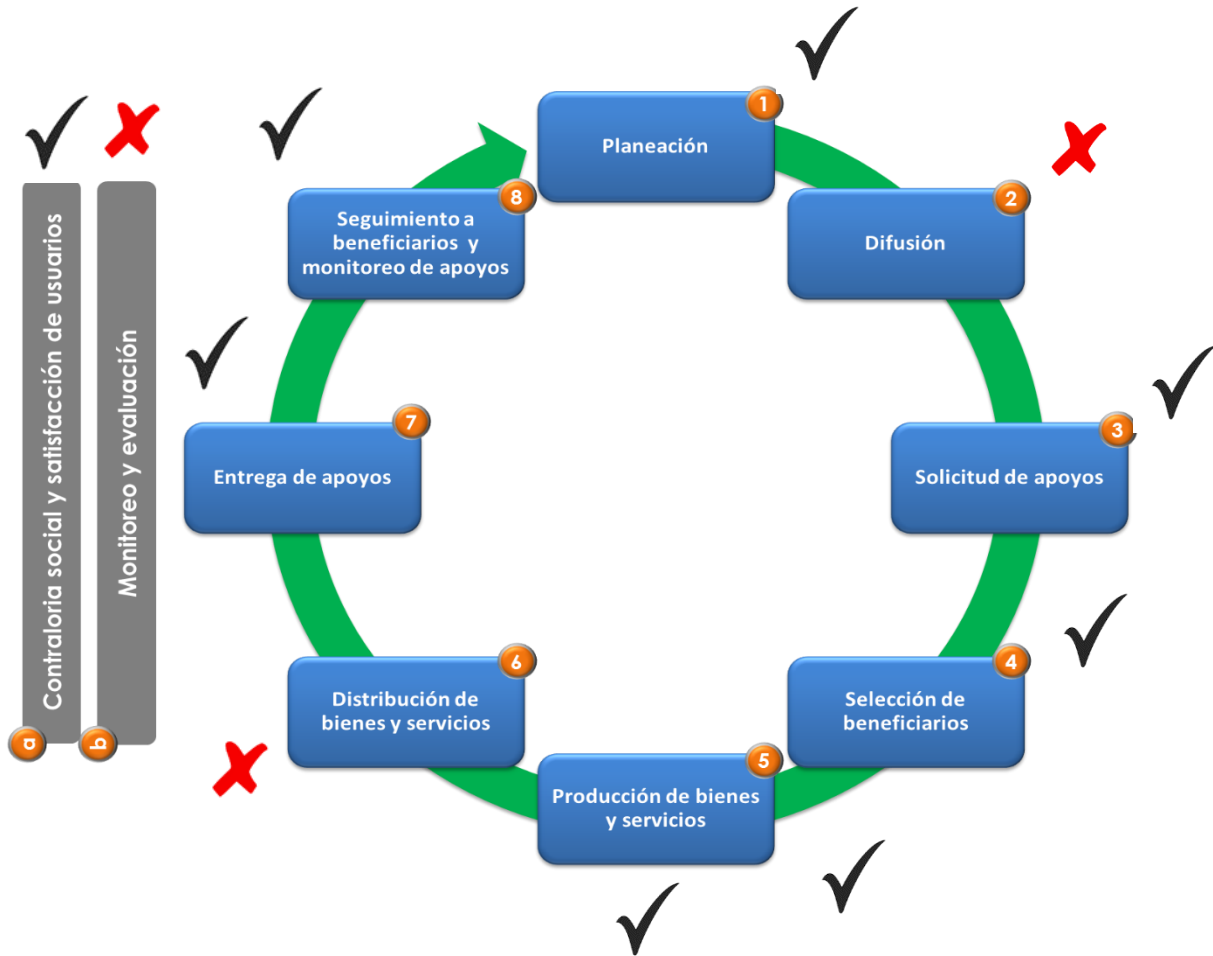 1
Planeación
2
Difusión
3
Solicitud de apoyos
4
Selección de
beneficiarios
5
Producción de bienes
y servicios
6
Distribución de
bienes y servicios
7
Entrega de apoyos
8
Seguimiento a
beneficiarios y
monitoreo de apoyos
a
Contraloria social y satisfacción de usuarios
b
Monitoreo y evaluación